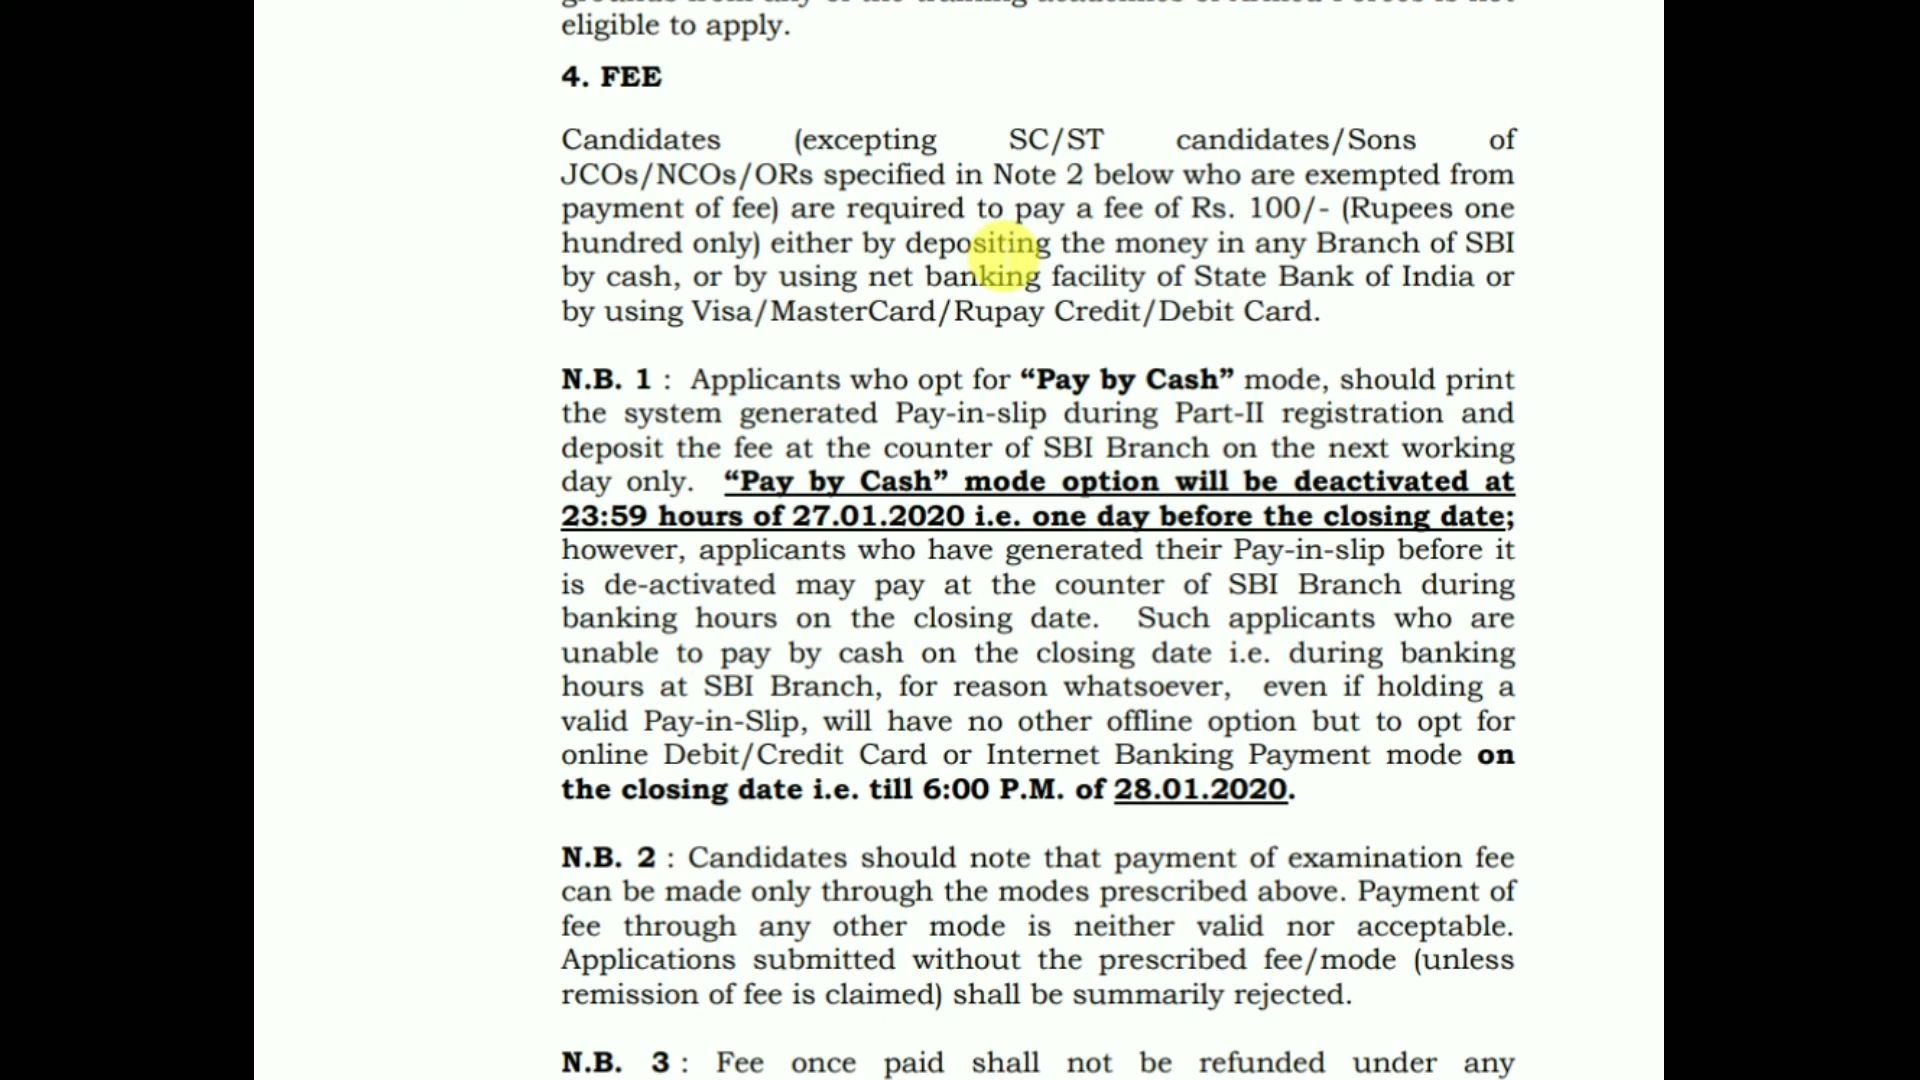 eligible to apply.
4. FEE
Candidates (excepting SC/ST candidates/Sons of
JCOs/NCOs/ORs specified in Note 2 below who are exempted from
payment of fee) are required to pay a fee of Rs. 100/- (Rupees one
hundred only) either by depositing the money in any Branch of SBI
by cash, or by using net banking facility of State Bank of India or
by using Visa/MasterCard/Rupay Credit/Debit Card.
N.B. 1 : Applicants who opt for “Pay by Cash” mode, should print
the system generated Pay-in-slip during Part-II registration and
deposit the fee at the counter of SBI Branch on the next working
day only. “Pay by Cash” mode option will be deactivated at
23:59 hours of 27.01.2020 i.e. one day before the closing date;
however, applicants who have generated their Pay-in-slip before it
is de-activated may pay at the counter of SBI Branch during
banking hours on the closing date. Such applicants who are
unable to pay by cash on the closing date i.e. during banking
hours at SBI Branch, for reason whatsoever, even if holding a
valid Pay-in-Slip, will have no other offline option but to opt for
online Debit/Credit Card or Internet Banking Payment mode on
the closing date i.e. till 6:00 P.M. of 28.01.2020.
N.B. 2 : Candidates should note that payment of examination fee
can be made only through the modes prescribed above. Payment of
fee through any other mode is neither valid nor acceptable.
Applications submitted without the prescribed fee/mode (unless
remission of fee is claimed) shall be summarily rejected.
N.B. 3 : Fee once paid shall not be refunded under any